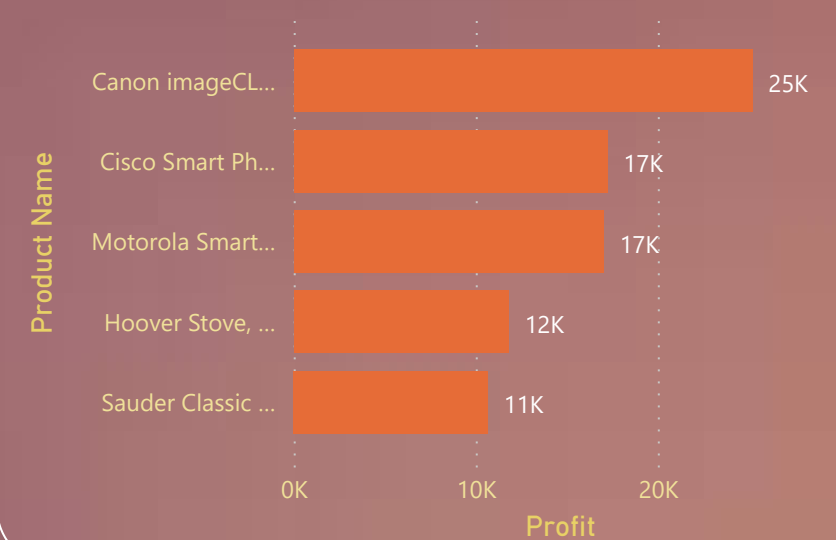 Product Name
Canon imageCL... 25K
Cisco Smart Ph... 17K
Motorola Smart... 17K
Hoover Stove, ... 12K
Sauder Classic ... 11K
0K 10K 20K
Profit